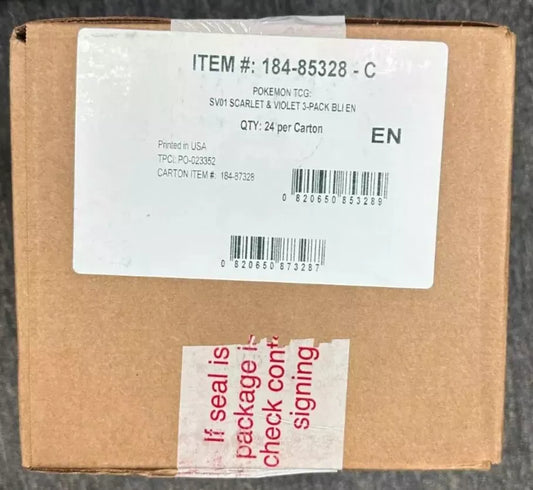 ITEM #: 184-85328 - C
POKEMON TCG:
SV01 SCARLET & VIOLET 3-PACK BLI EN
QTY: 24 per Carton
EN
Printed in USA
TPCi: PO-023352
CARTON ITEM #: 184-87328
0 820650 853289
0 820650 873287
If seal is
package is
check cont
signing